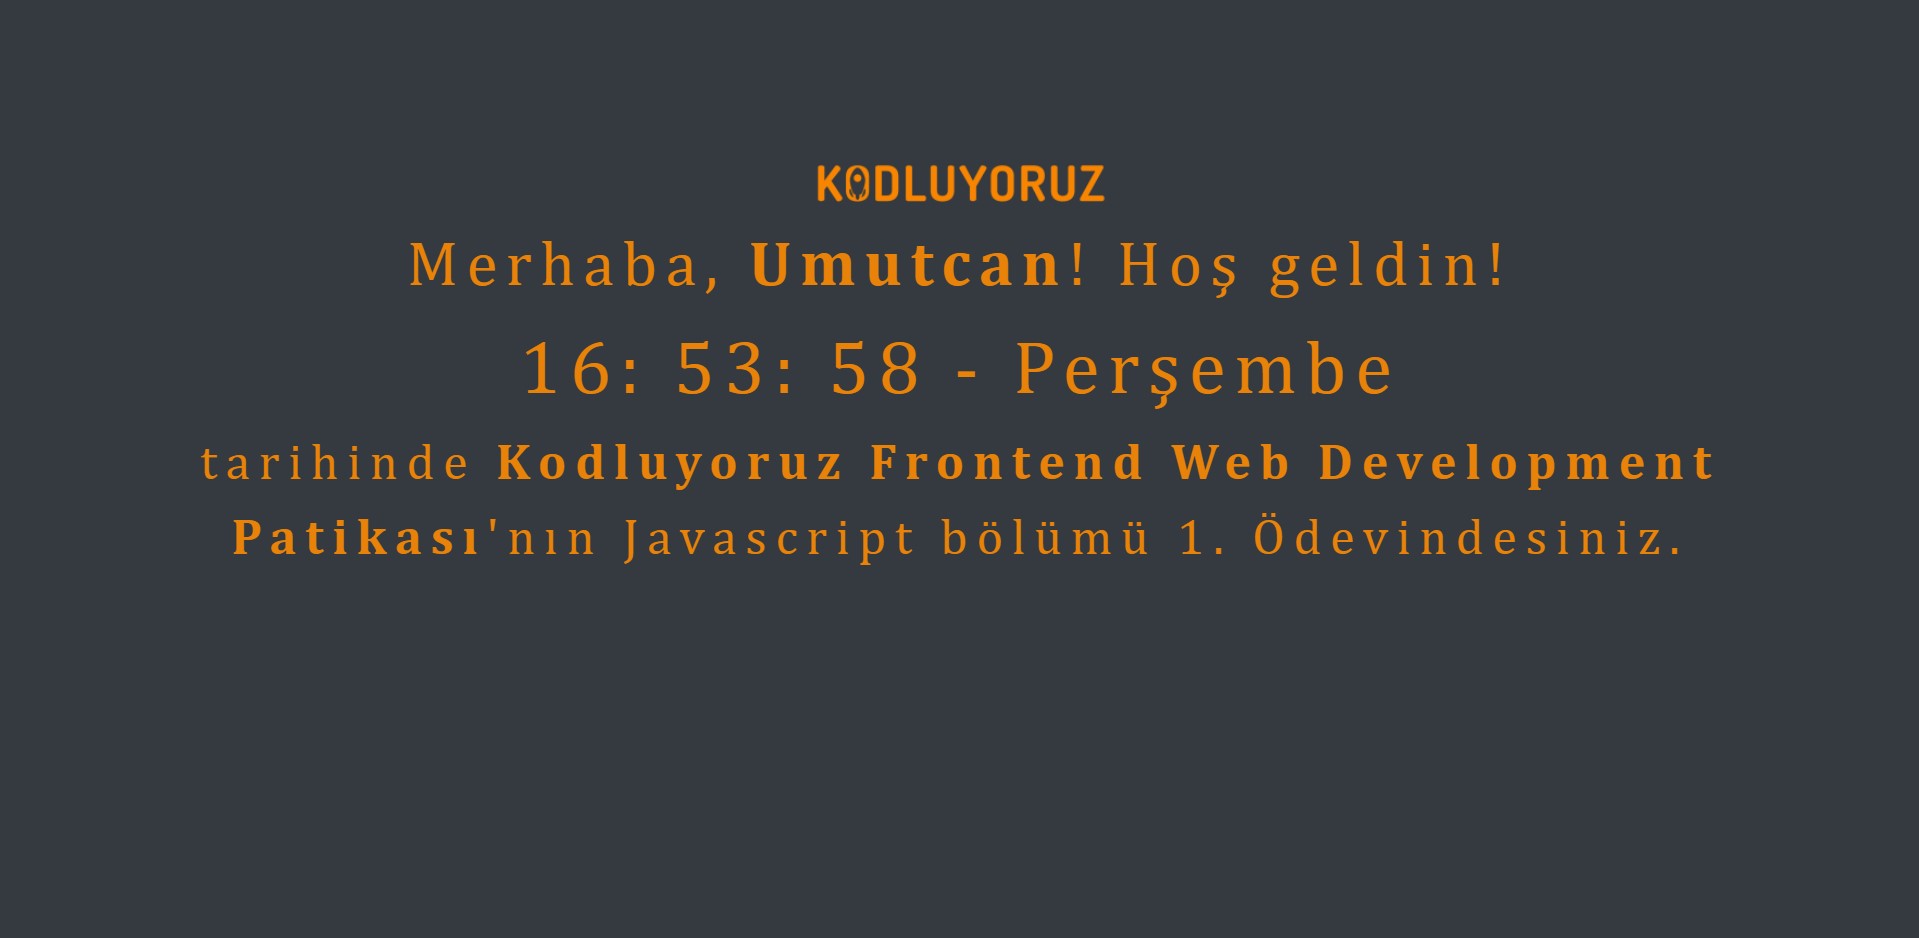 KODLUYORUZ
Merhaba, Umutcan! Hoş geldin!
16: 53: 58 - Perşembe
tarihinde Kodluyoruz Frontend Web Development
Patikası'nın Javascript bölümü 1. Ödevindesiniz.